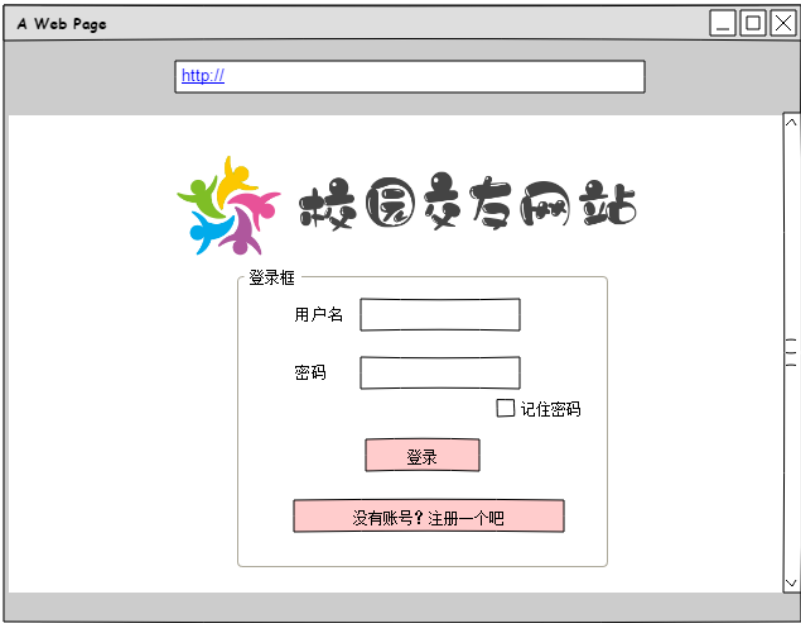 A Web Page
http://
校园交友网站
登录框
用户名
密码
记住密码
登录
没有账号？注册一个吧